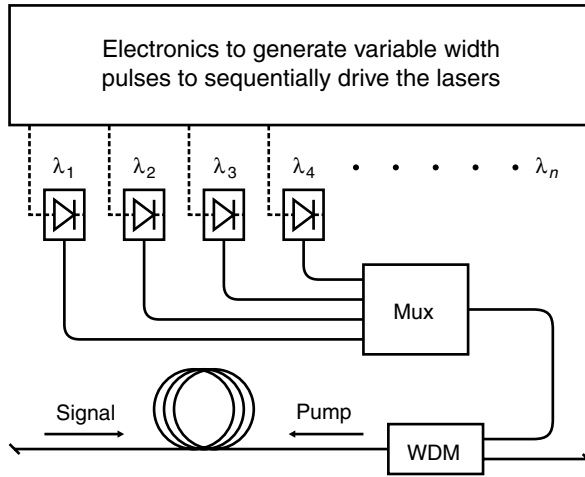 Electronics to generate variable width
pulses to sequentially drive the lasers
λ1 λ2 λ3 λ4 λn
Mux
Signal Pump
WDM